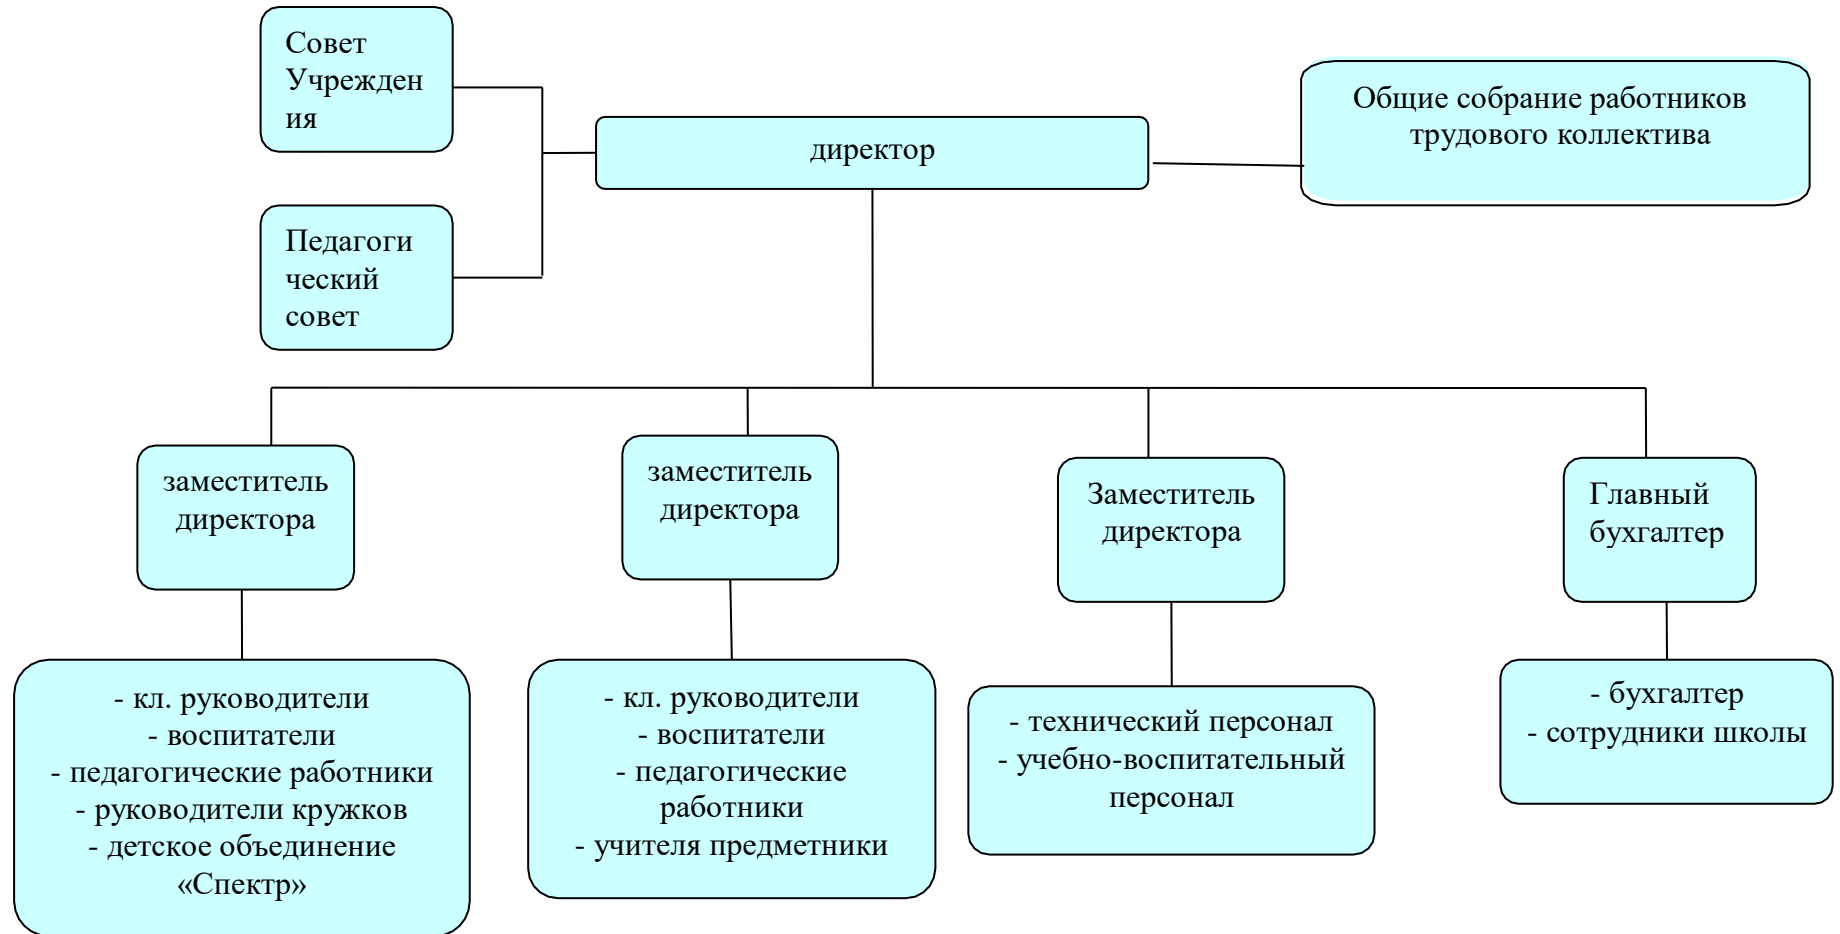 Совет
Учрежден
ия
Общие собрание работников
трудового коллектива
директор
Педагоги
ческий
совет
заместитель
директора
заместитель
директора
Заместитель
директора
Главный
бухгалтер
- кл. руководители
- воспитатели
- педагогические работники
- руководители кружков
- детское объединение
«Спектр»
- кл. руководители
- воспитатели
- педагогические
работники
- учителя предметники
- технический персонал
- учебно-воспитательный
персонал
- бухгалтер
- сотрудники школы